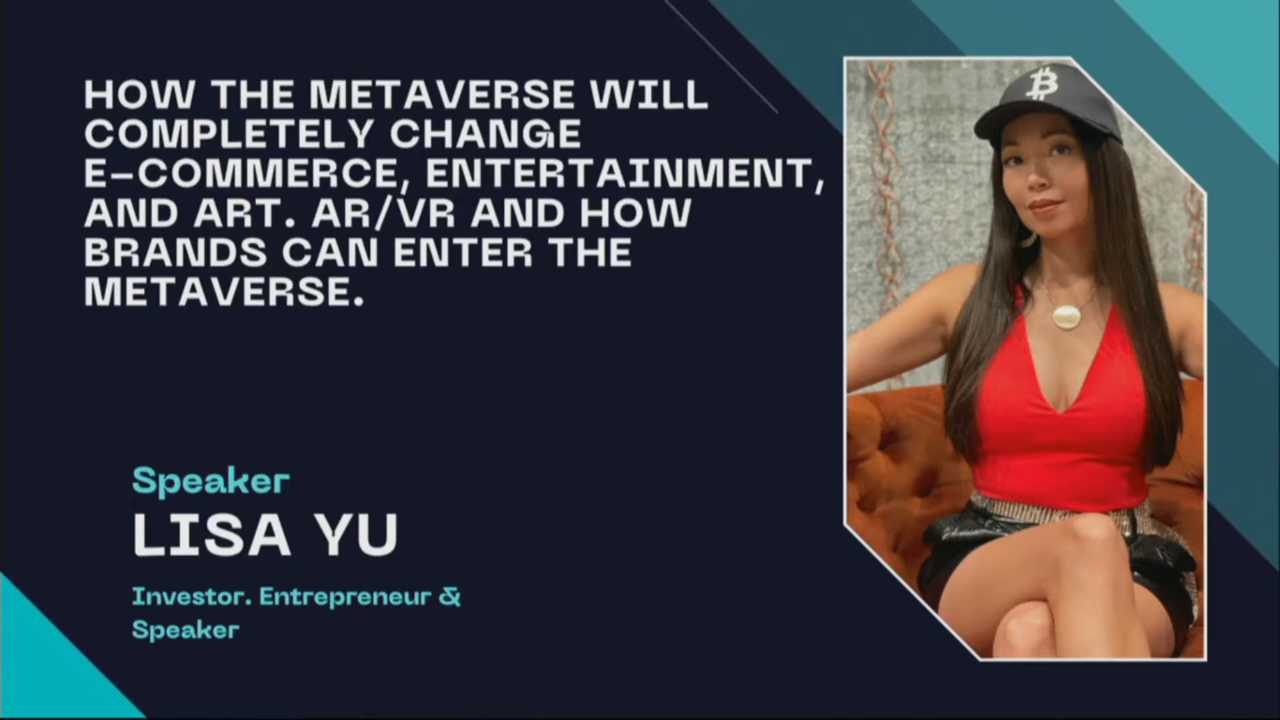 HOW THE METAVERSE WILL
COMPLETELY CHANGE
E-COMMERCE, ENTERTAINMENT,
AND ART. AR/VR AND HOW
BRANDS CAN ENTER THE
METAVERSE.
Speaker
LISA YU
Investor. Entrepreneur &
Speaker